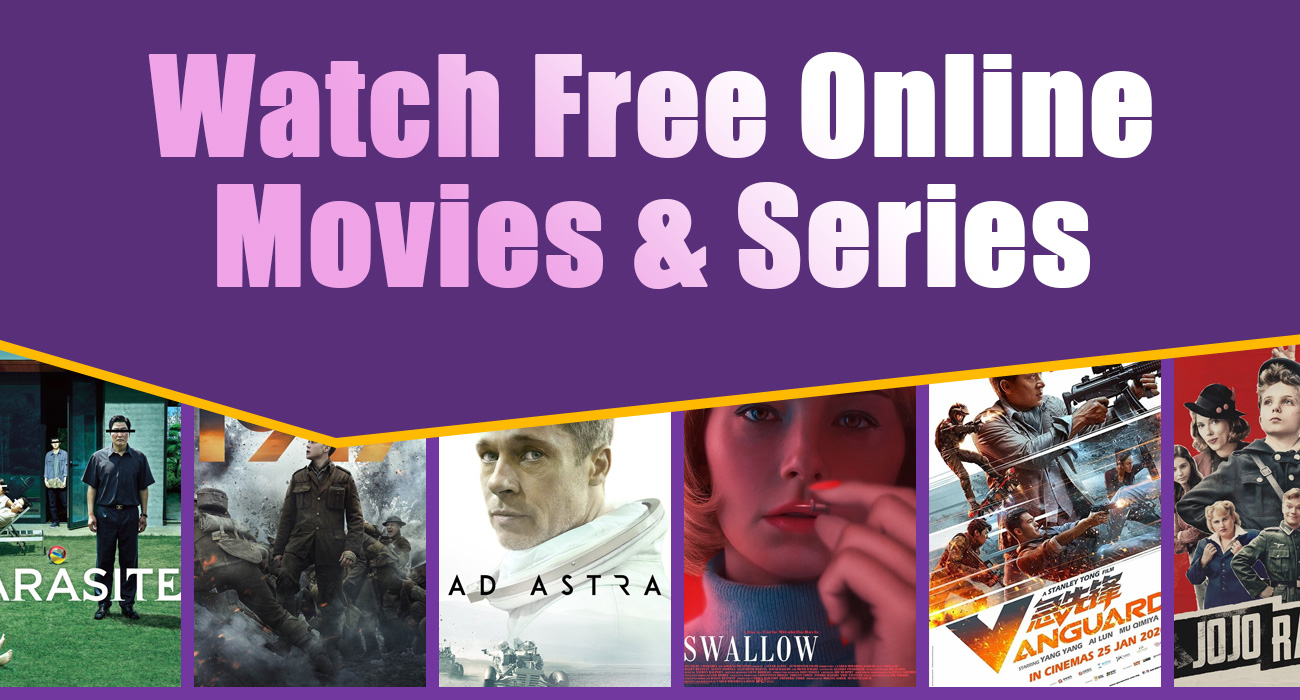 Watch Free Online
Movies & Series
ARASITE
AD ASTRA
SWALLOW
A STANLEY TONG FILM
急先锋
VANGUARD
STARRING YANG YANG AI LUN MU QIMIYA
IN CINEMAS 25 JAN 202
JOJO RA